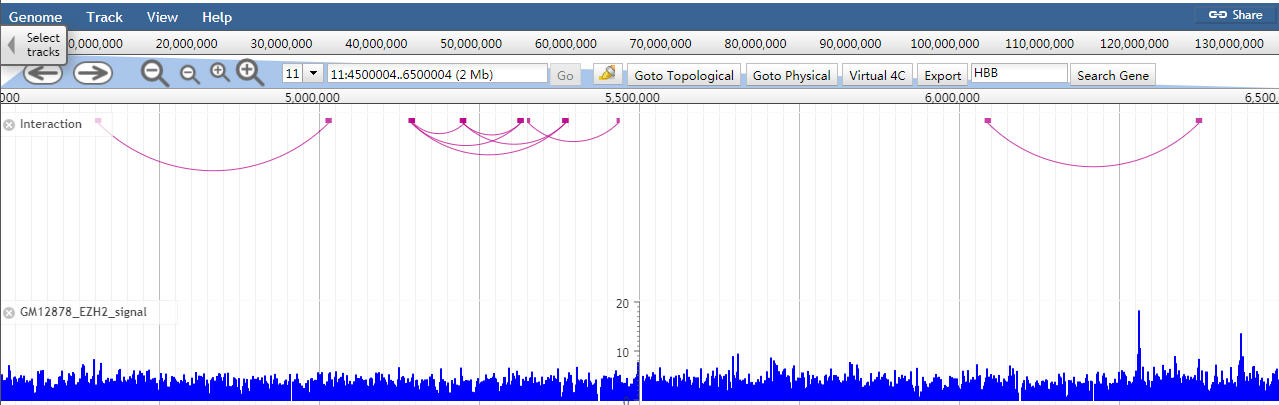 Genome Track View Help Share
Select tracks
0,000,000 20,000,000 30,000,000 40,000,000 50,000,000 60,000,000 70,000,000 80,000,000 90,000,000 100,000,000 110,000,000 120,000,000 130,000,000
11 11:4500004..6500004 (2 Mb) Go Goto Topological Goto Physical Virtual 4C Export HBB Search Gene
000 5,000,000 5,500,000 6,000,000 6,500,
Interaction
GM12878_EZH2_signal
20
10
0